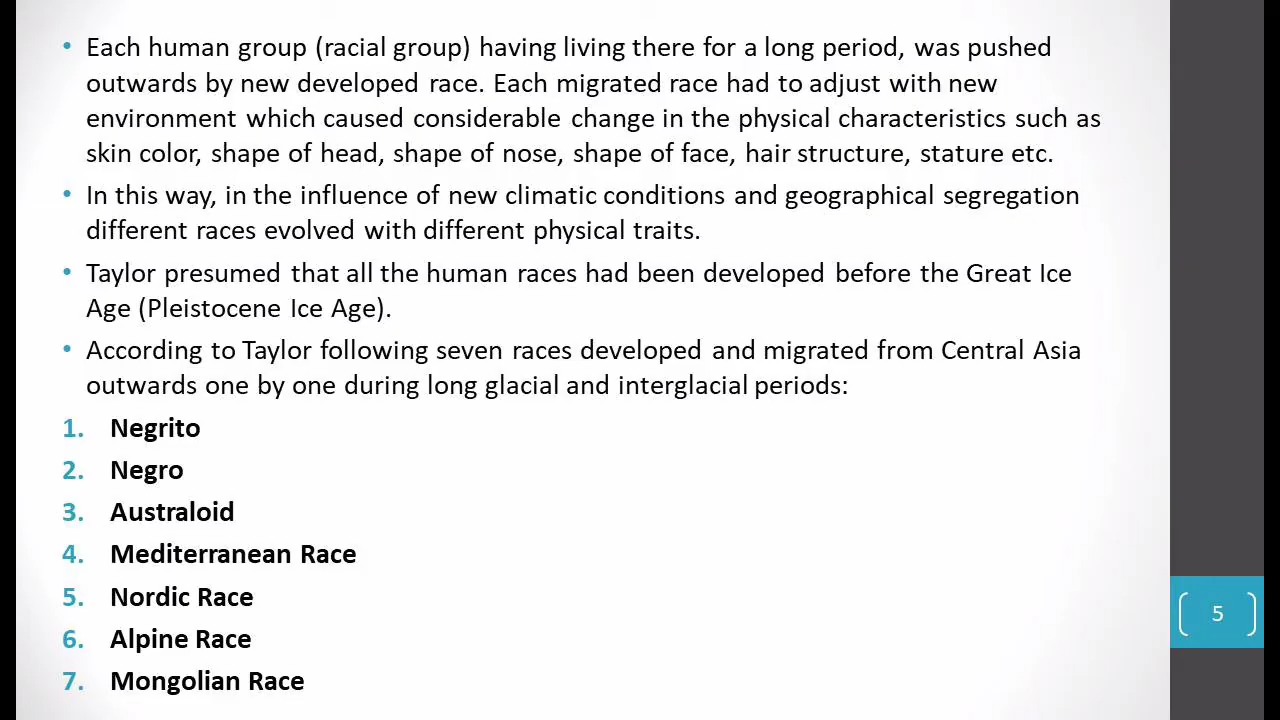 • Each human group (racial group) having living there for a long period, was pushed
outwards by new developed race. Each migrated race had to adjust with new
environment which caused considerable change in the physical characteristics such as
skin color, shape of head, shape of nose, shape of face, hair structure, stature etc.
• In this way, in the influence of new climatic conditions and geographical segregation
different races evolved with different physical traits.
• Taylor presumed that all the human races had been developed before the Great Ice
Age (Pleistocene Ice Age).
• According to Taylor following seven races developed and migrated from Central Asia
outwards one by one during long glacial and interglacial periods:
1. Negrito
2. Negro
3. Australoid
4. Mediterranean Race
5. Nordic Race
6. Alpine Race
7. Mongolian Race
5